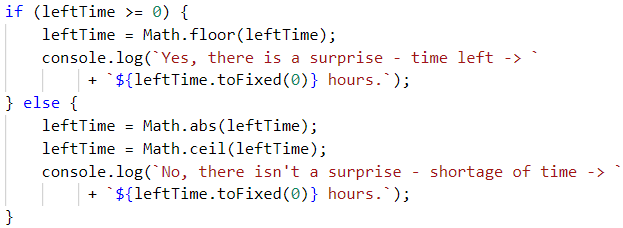 if (leftTime >= 0) {
    leftTime = Math.floor(leftTime);
    console.log(`Yes, there is a surprise - time left -> `
        + `${leftTime.toFixed(0)} hours.`);
} else {
    leftTime = Math.abs(leftTime);
    leftTime = Math.ceil(leftTime);
    console.log(`No, there isn't a surprise - shortage of time -> `
        + `${leftTime.toFixed(0)} hours.`);
}